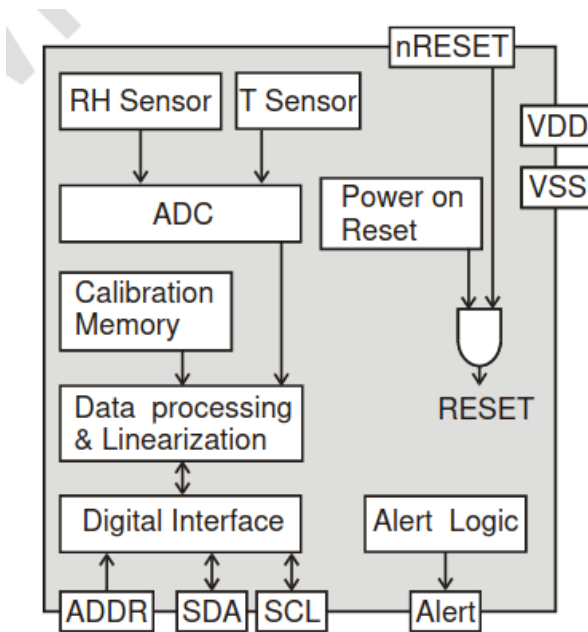 nRESET
RH Sensor
T Sensor
VDD
VSS
ADC
Power on
Reset
Calibration
Memory
RESET
Data processing
& Linearization
Digital Interface
Alert Logic
ADDR
SDA
SCL
Alert